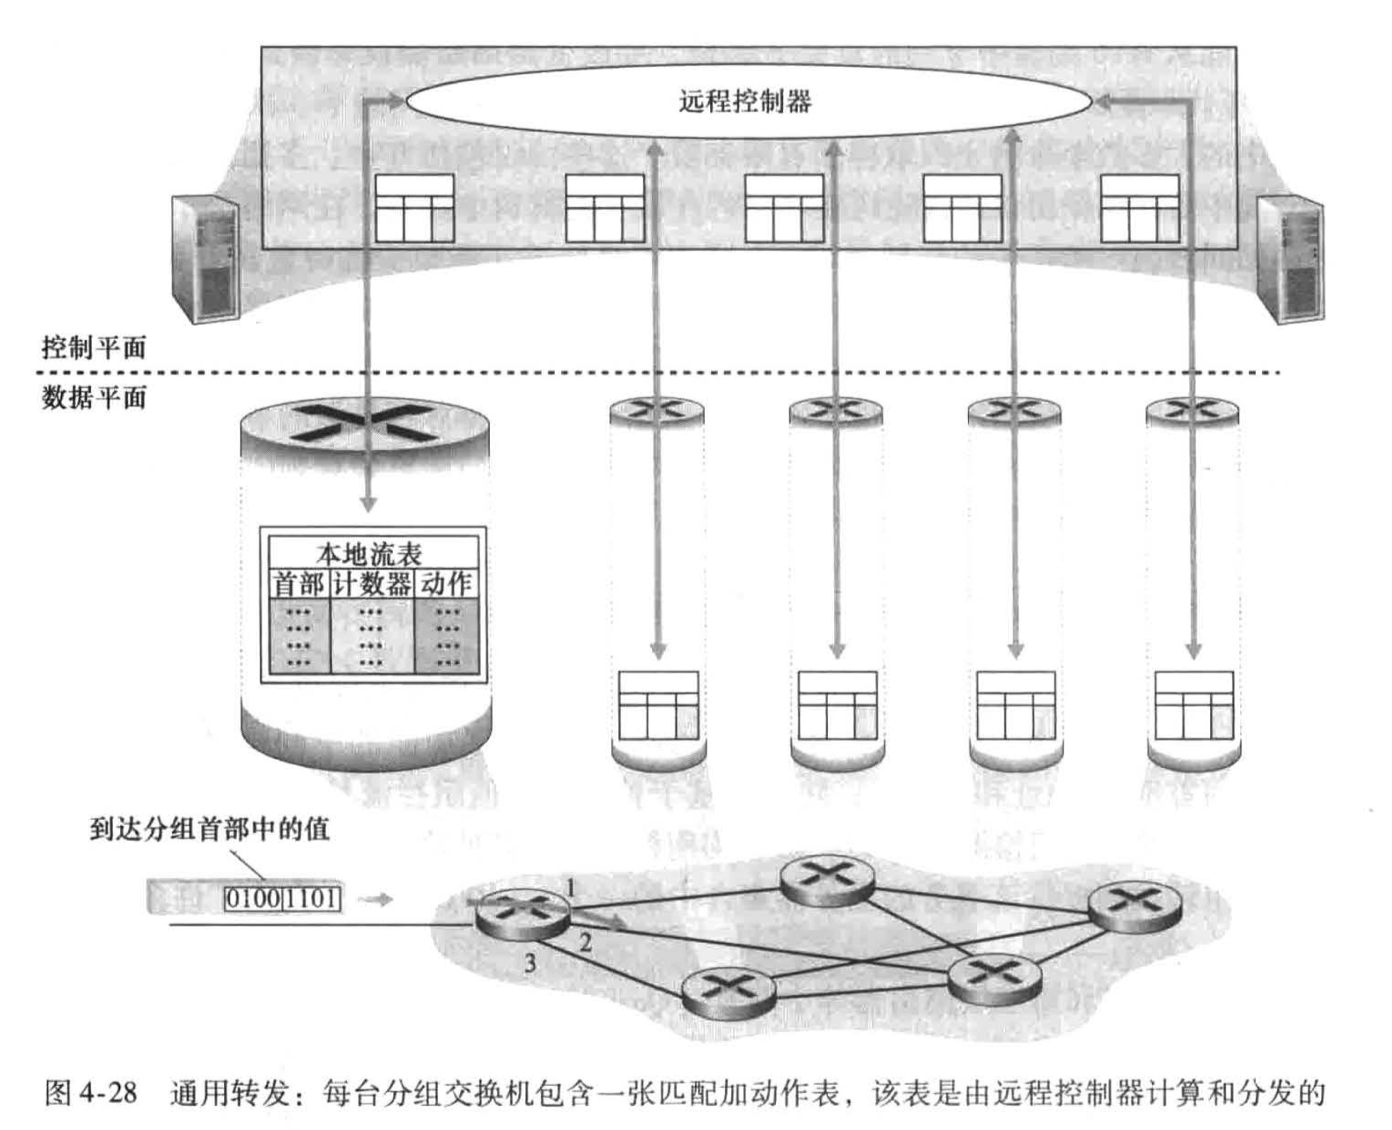 远程控制器
控制平面
数据平面
本地流表
首部 计数器 动作
... ... ...
... ... ...
... ... ...
... ... ...
到达分组首部中的值
01001101
1
2
3
图 4-28 通用转发：每台分组交换机包含一张匹配加动作表，该表是由远程控制器计算和分发的